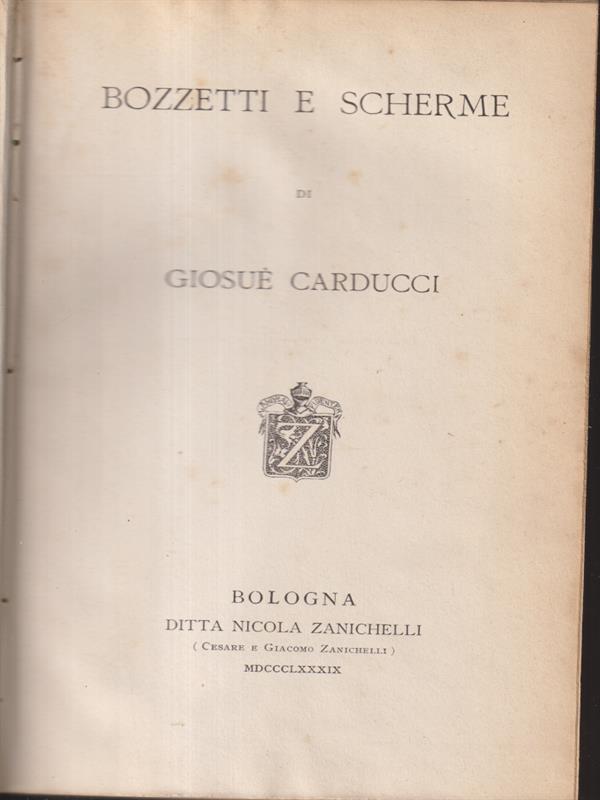 BOZZETTI E SCHERME
DI
GIOSUÈ CARDUCCI
Z
BOLOGNA
DITTA NICOLA ZANICHELLI
( CESARE E GIACOMO ZANICHELLI )
MDCCCLXXXIX